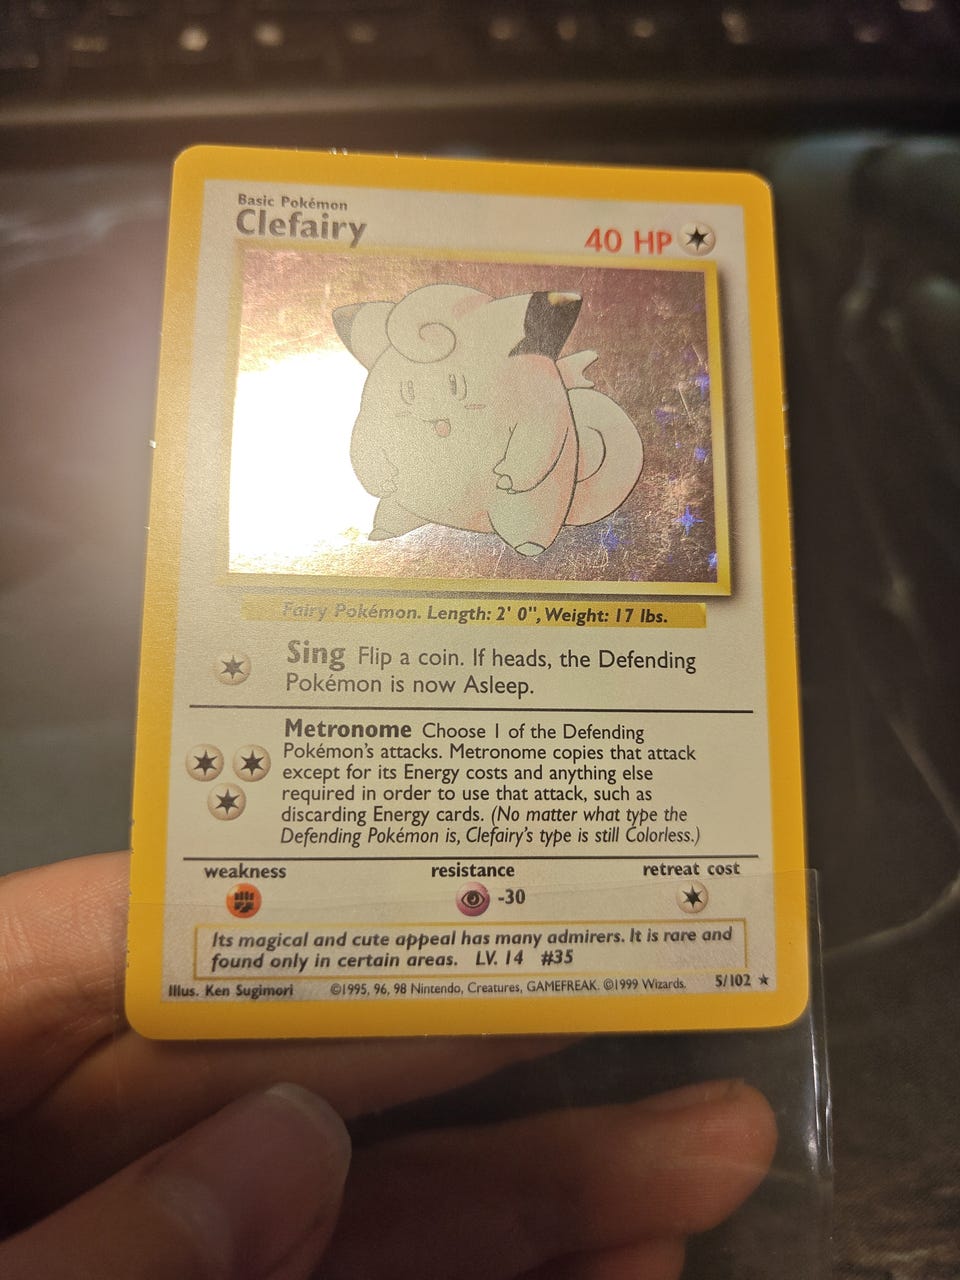 Basic Pokémon
Clefairy
40 HP
Fairy Pokémon. Length: 2' 0", Weight: 17 lbs.
Sing Flip a coin. If heads, the Defending
Pokémon is now Asleep.
Metronome Choose 1 of the Defending
Pokémon's attacks. Metronome copies that attack
except for its Energy costs and anything else
required in order to use that attack, such as
discarding Energy cards. (No matter what type the
Defending Pokémon is, Clefairy's type is still Colorless.)
weakness resistance retreat cost
-30
Its magical and cute appeal has many admirers. It is rare and
found only in certain areas. LV. 14 #35
Illus. Ken Sugimori ©1995, 96, 98 Nintendo, Creatures, GAMEFREAK. ©1999 Wizards. 5/102 ★